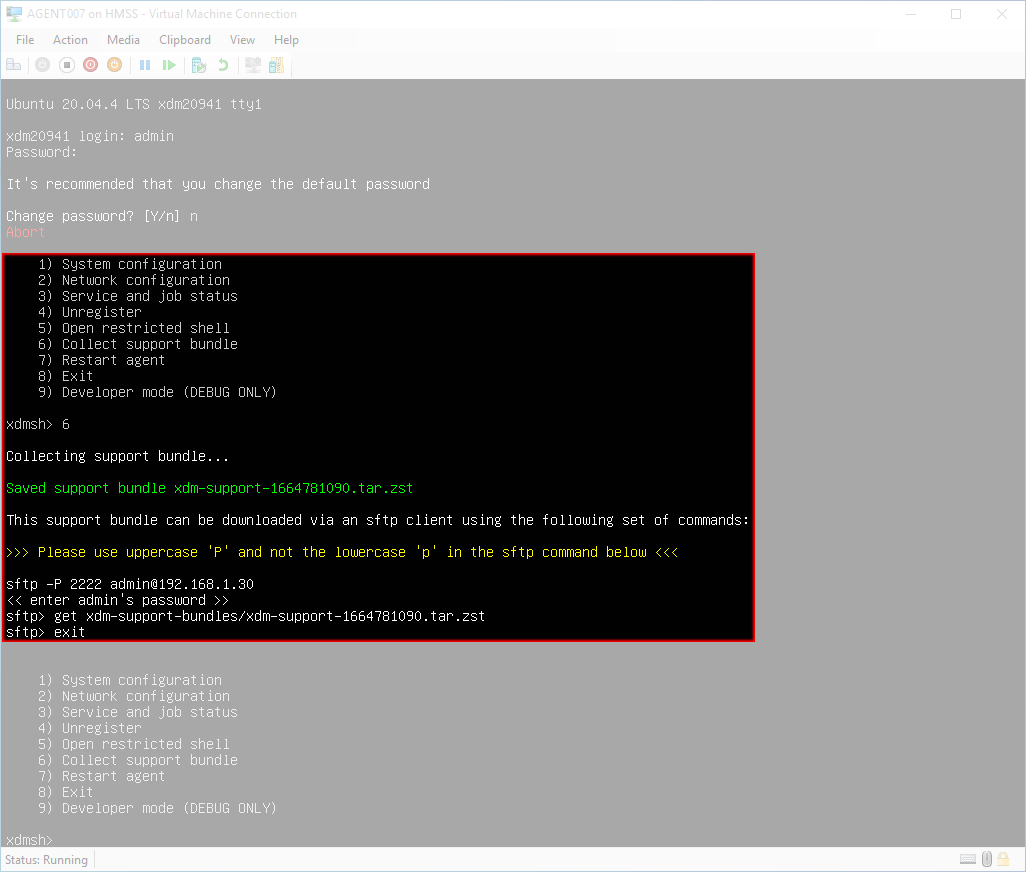 AGENT007 on HMSS - Virtual Machine Connection
File Action Media Clipboard View Help
Ubuntu 20.04.4 LTS xdm20941 tty1
xdm20941 login: admin
Password:
It's recommended that you change the default password
Change password? [Y/n] n
Abort
1) System configuration
2) Network configuration
3) Service and job status
4) Unregister
5) Open restricted shell
6) Collect support bundle
7) Restart agent
8) Exit
9) Developer mode (DEBUG ONLY)
xdmsh> 6
Collecting support bundle...
Saved support bundle xdm-support-1664781090.tar.zst
This support bundle can be downloaded via an sftp client using the following set of commands:
>>> Please use uppercase 'P' and not the lowercase 'p' in the sftp command below <<<
sftp -P 2222 admin@192.168.1.30
<< enter admin's password >>
sftp> get xdm-support-bundles/xdm-support-1664781090.tar.zst
sftp> exit
1) System configuration
2) Network configuration
3) Service and job status
4) Unregister
5) Open restricted shell
6) Collect support bundle
7) Restart agent
8) Exit
9) Developer mode (DEBUG ONLY)
xdmsh>
Status: Running